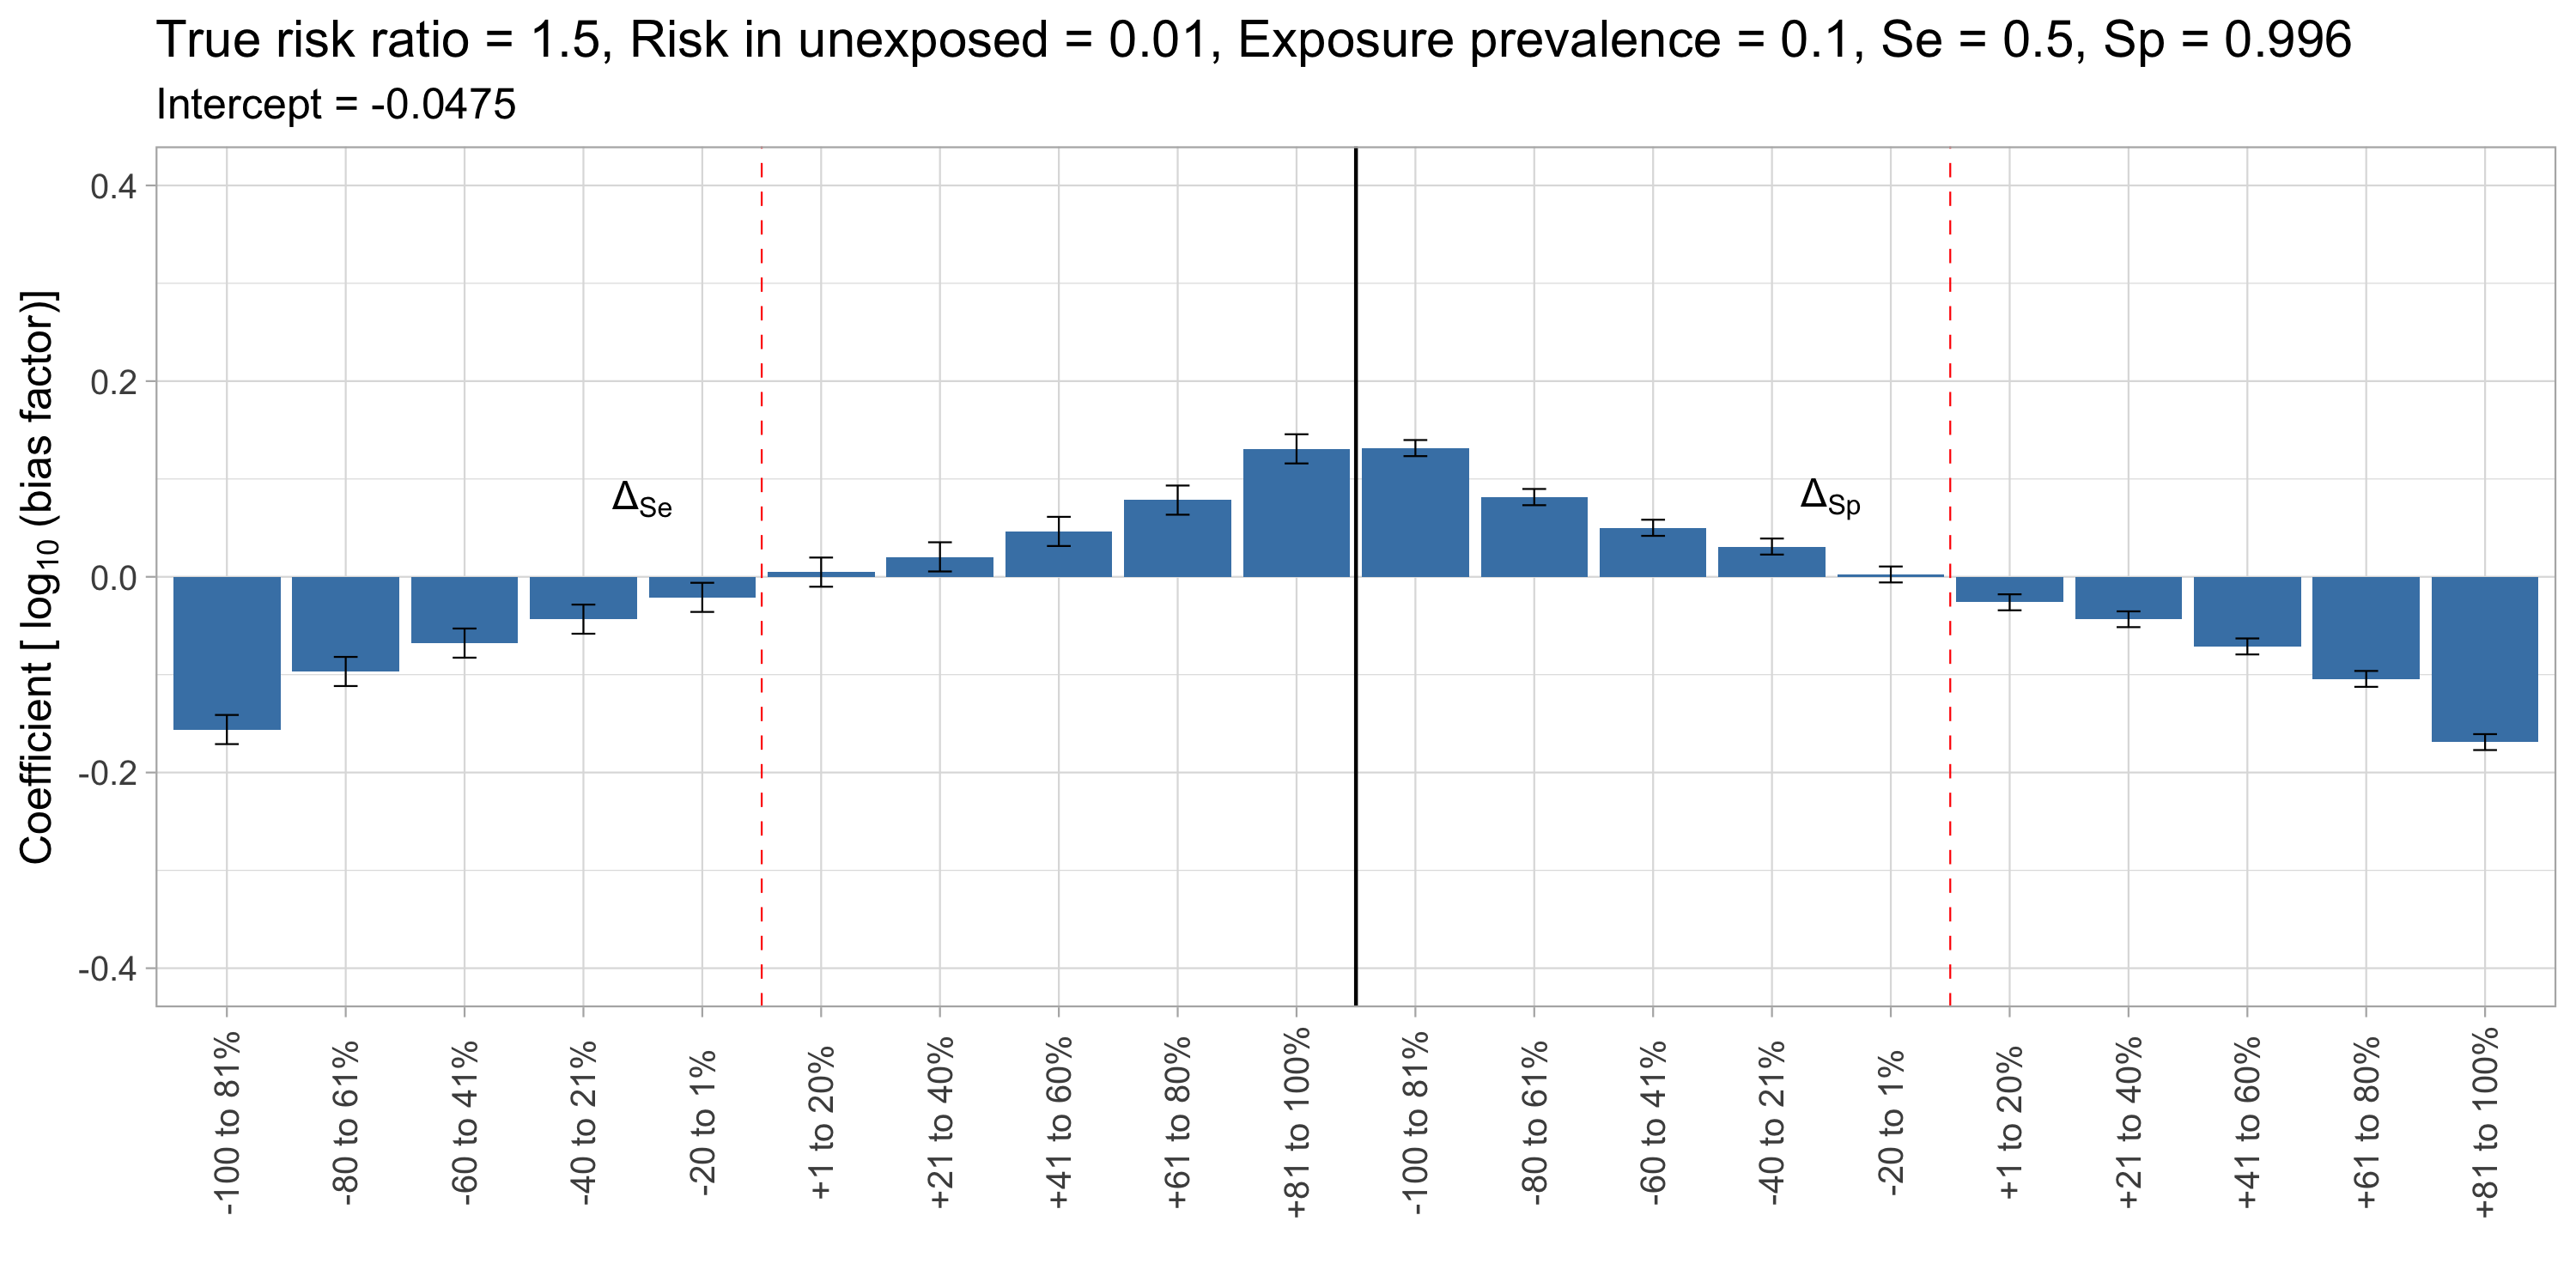 True risk ratio = 1.5, Risk in unexposed = 0.01, Exposure prevalence = 0.1, Se = 0.5, Sp = 0.996
Intercept = -0.0475
Coefficient [ log₁₀ (bias factor)]
0.4
0.2
0.0
-0.2
-0.4
ΔSe
ΔSp
-100 to 81%
-80 to 61%
-60 to 41%
-40 to 21%
-20 to 1%
+1 to 20%
+21 to 40%
+41 to 60%
+61 to 80%
+81 to 100%
-100 to 81%
-80 to 61%
-60 to 41%
-40 to 21%
-20 to 1%
+1 to 20%
+21 to 40%
+41 to 60%
+61 to 80%
+81 to 100%